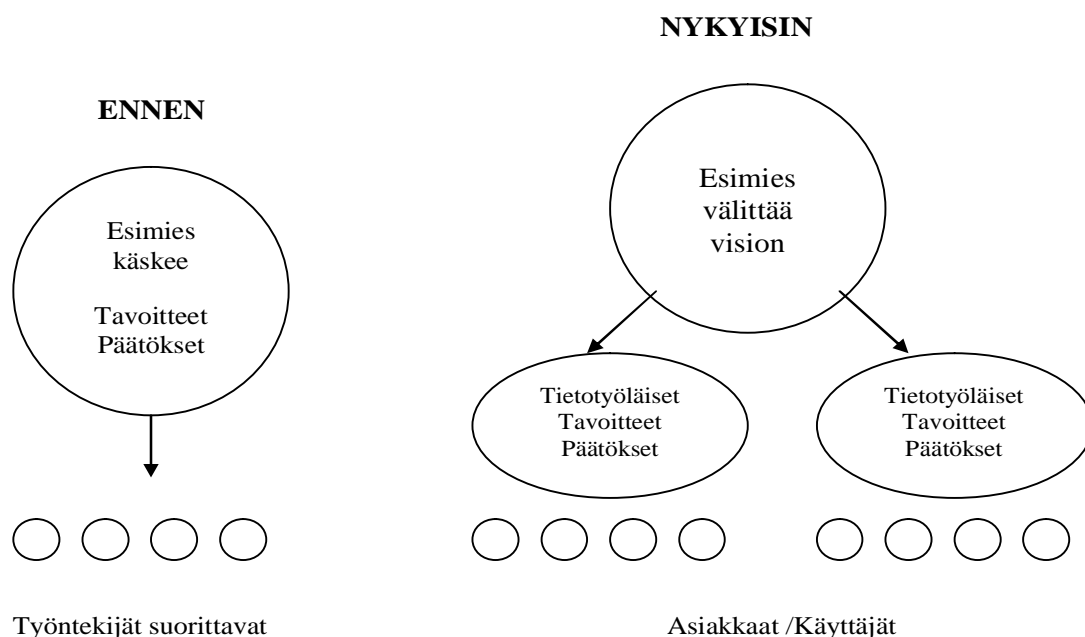 ENNEN
Esimies
käskee
Tavoitteet
Päätökset
Työntekijät suorittavat
NYKYISIN
Esimies
välittää
vision
Tietotyöläiset
Tavoitteet
Päätökset
Tietotyöläiset
Tavoitteet
Päätökset
Asiakkaat /Käyttäjät